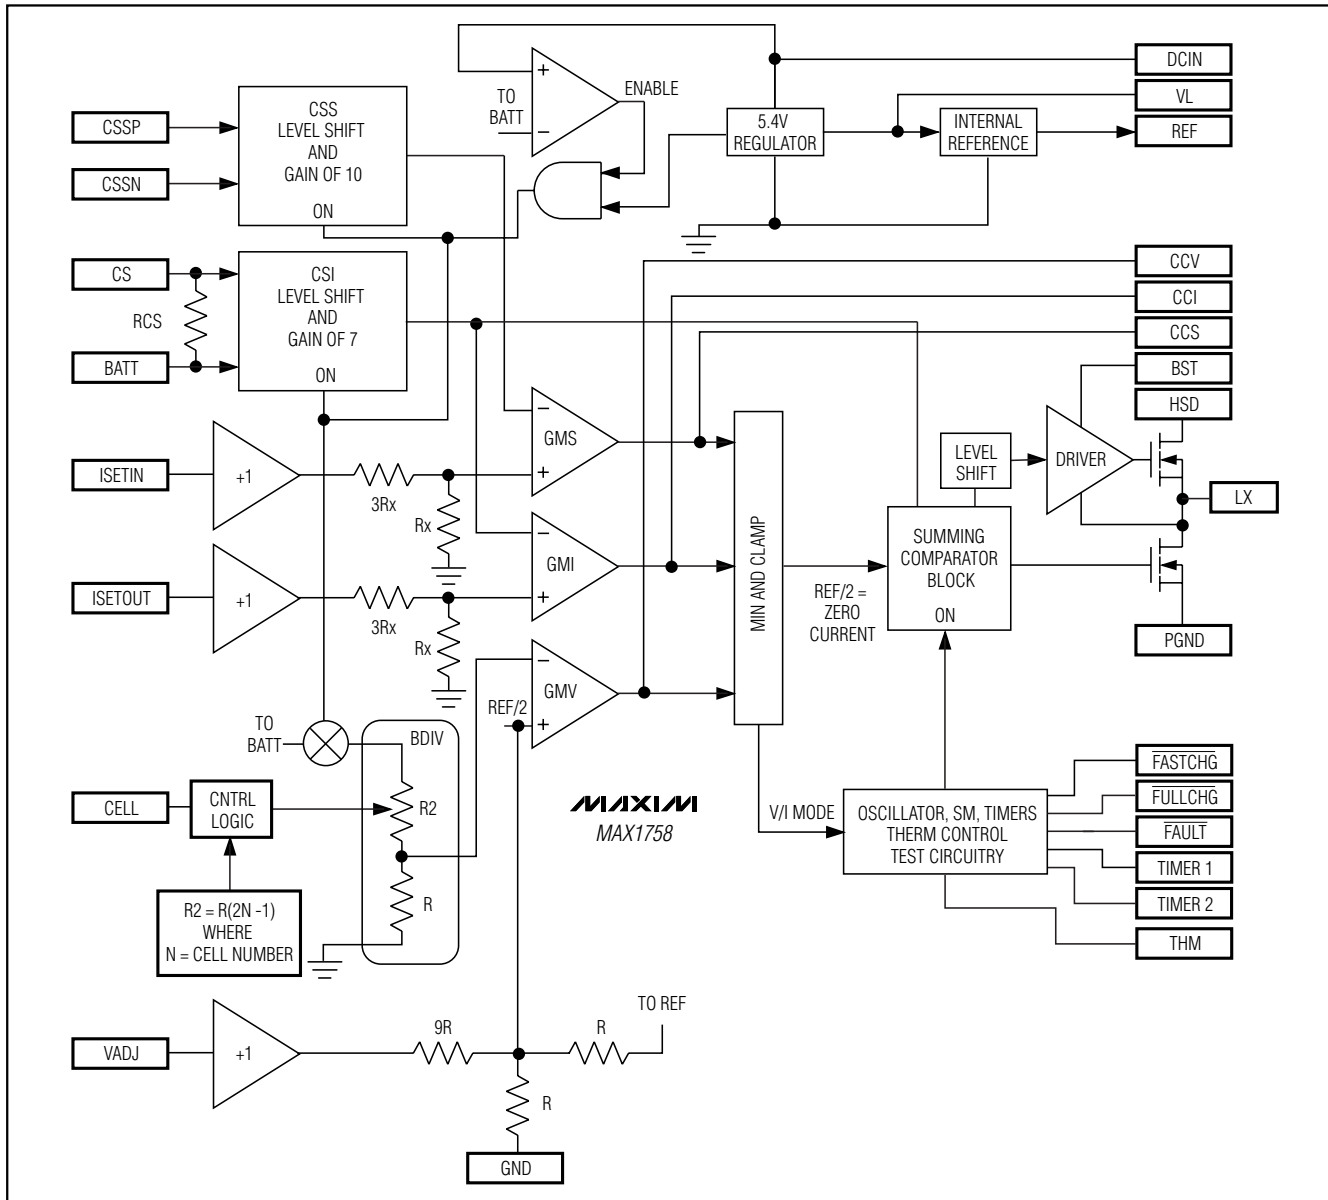 DCIN
VL
REF
ENABLE
+
TO
BATT
−
5.4V
REGULATOR
INTERNAL
REFERENCE
CSSP
CSSN
CSS
LEVEL SHIFT
AND
GAIN OF 10
ON
CS
RCS
BATT
CSI
LEVEL SHIFT
AND
GAIN OF 7
ON
CCV
CCI
CCS
BST
HSD
LX
PGND
ISETIN
+1
3Rx
Rx
−
GMS
+
ISETOUT
+1
3Rx
Rx
−
GMI
+
−
GMV
+
REF/2
MIN AND CLAMP
REF/2 =
ZERO
CURRENT
LEVEL
SHIFT
DRIVER
SUMMING
COMPARATOR
BLOCK
ON
TO
BATT
BDIV
R2
R
CELL
CNTRL
LOGIC
R2 = R(2N -1)
WHERE
N = CELL NUMBER
MAXIM
MAX1758
V/I MODE
OSCILLATOR, SM, TIMERS
THERM CONTROL
TEST CIRCUITRY
FASTCHG
FULLCHG
FAULT
TIMER 1
TIMER 2
THM
VADJ
+1
9R
R
TO REF
R
GND